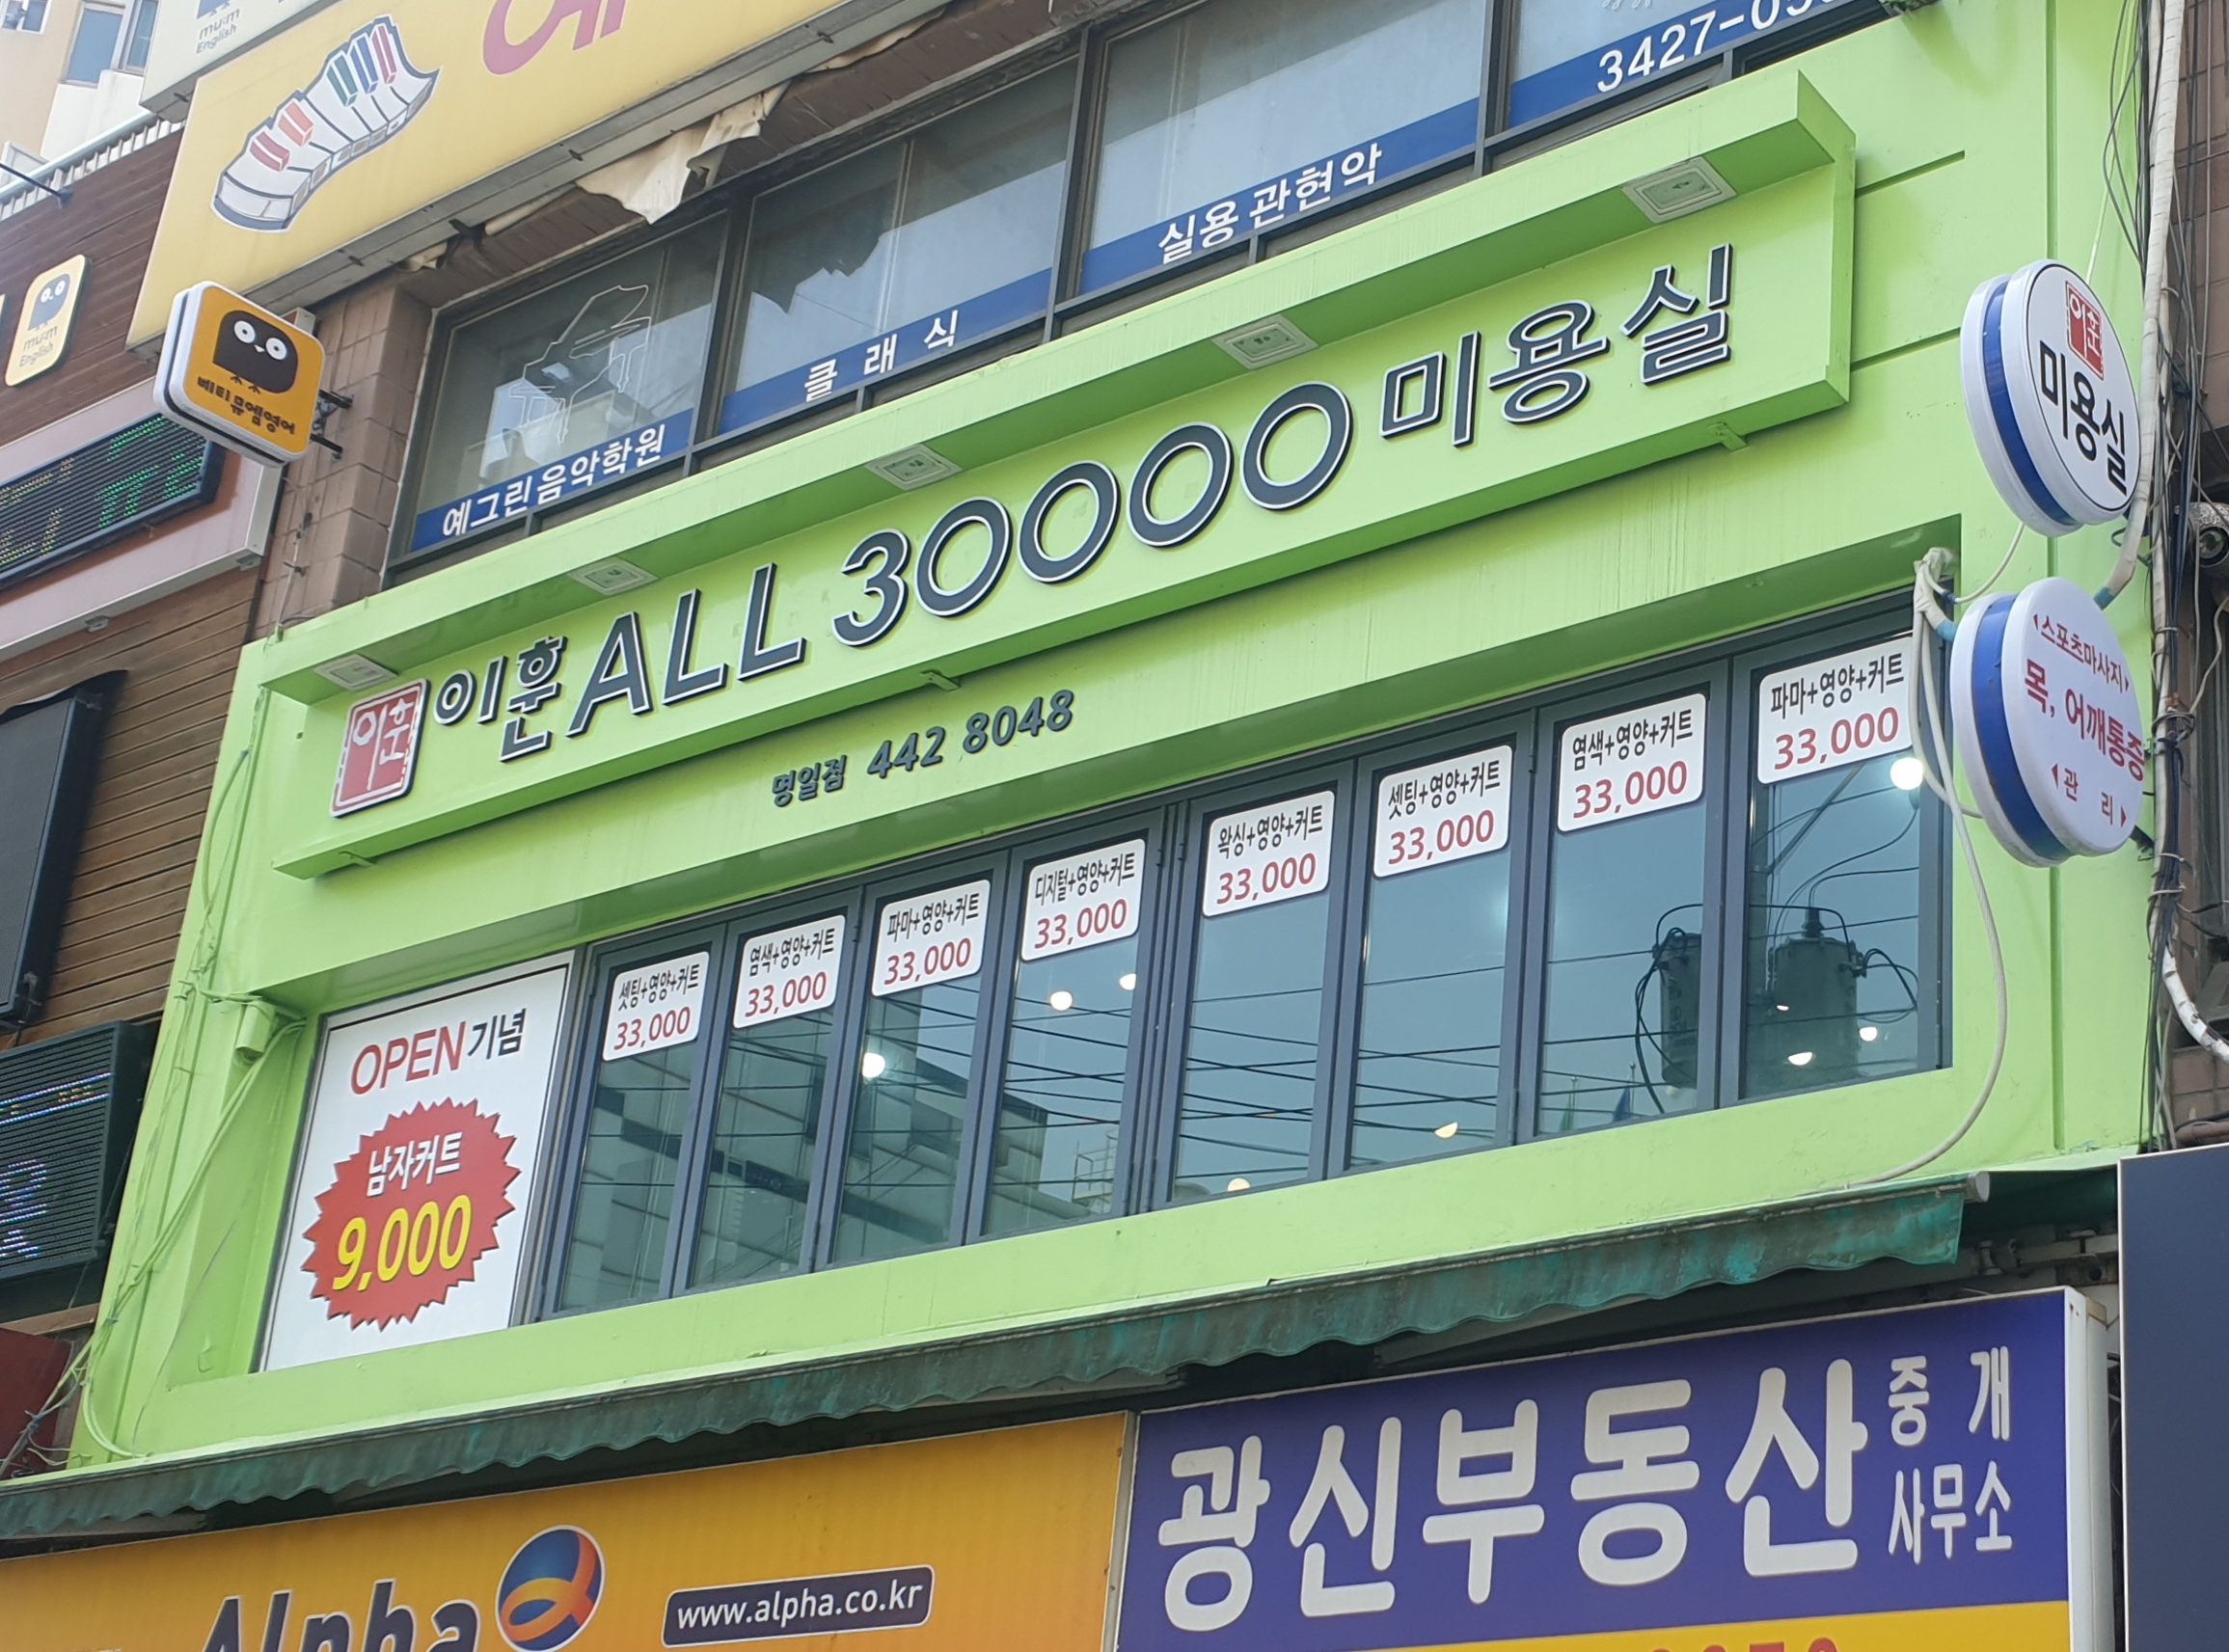 mu:m
English
예
3427-05
예그린음악학원
클래식
실용관현악
mu:m
English
베티뮤엠영어
이훈
이훈 ALL 30000 미용실
명일점 442 8048
이훈
미용실
스포츠마사지
목, 어깨통증
관 리
OPEN 기념
남자커트
9,000
셋팅+영양+커트
33,000
염색+영양+커트
33,000
파마+영양+커트
33,000
디지털+영양+커트
33,000
왁싱+영양+커트
33,000
셋팅+영양+커트
33,000
염색+영양+커트
33,000
파마+영양+커트
33,000
Alpha
www.alpha.co.kr
광신부동산 중개
사무소